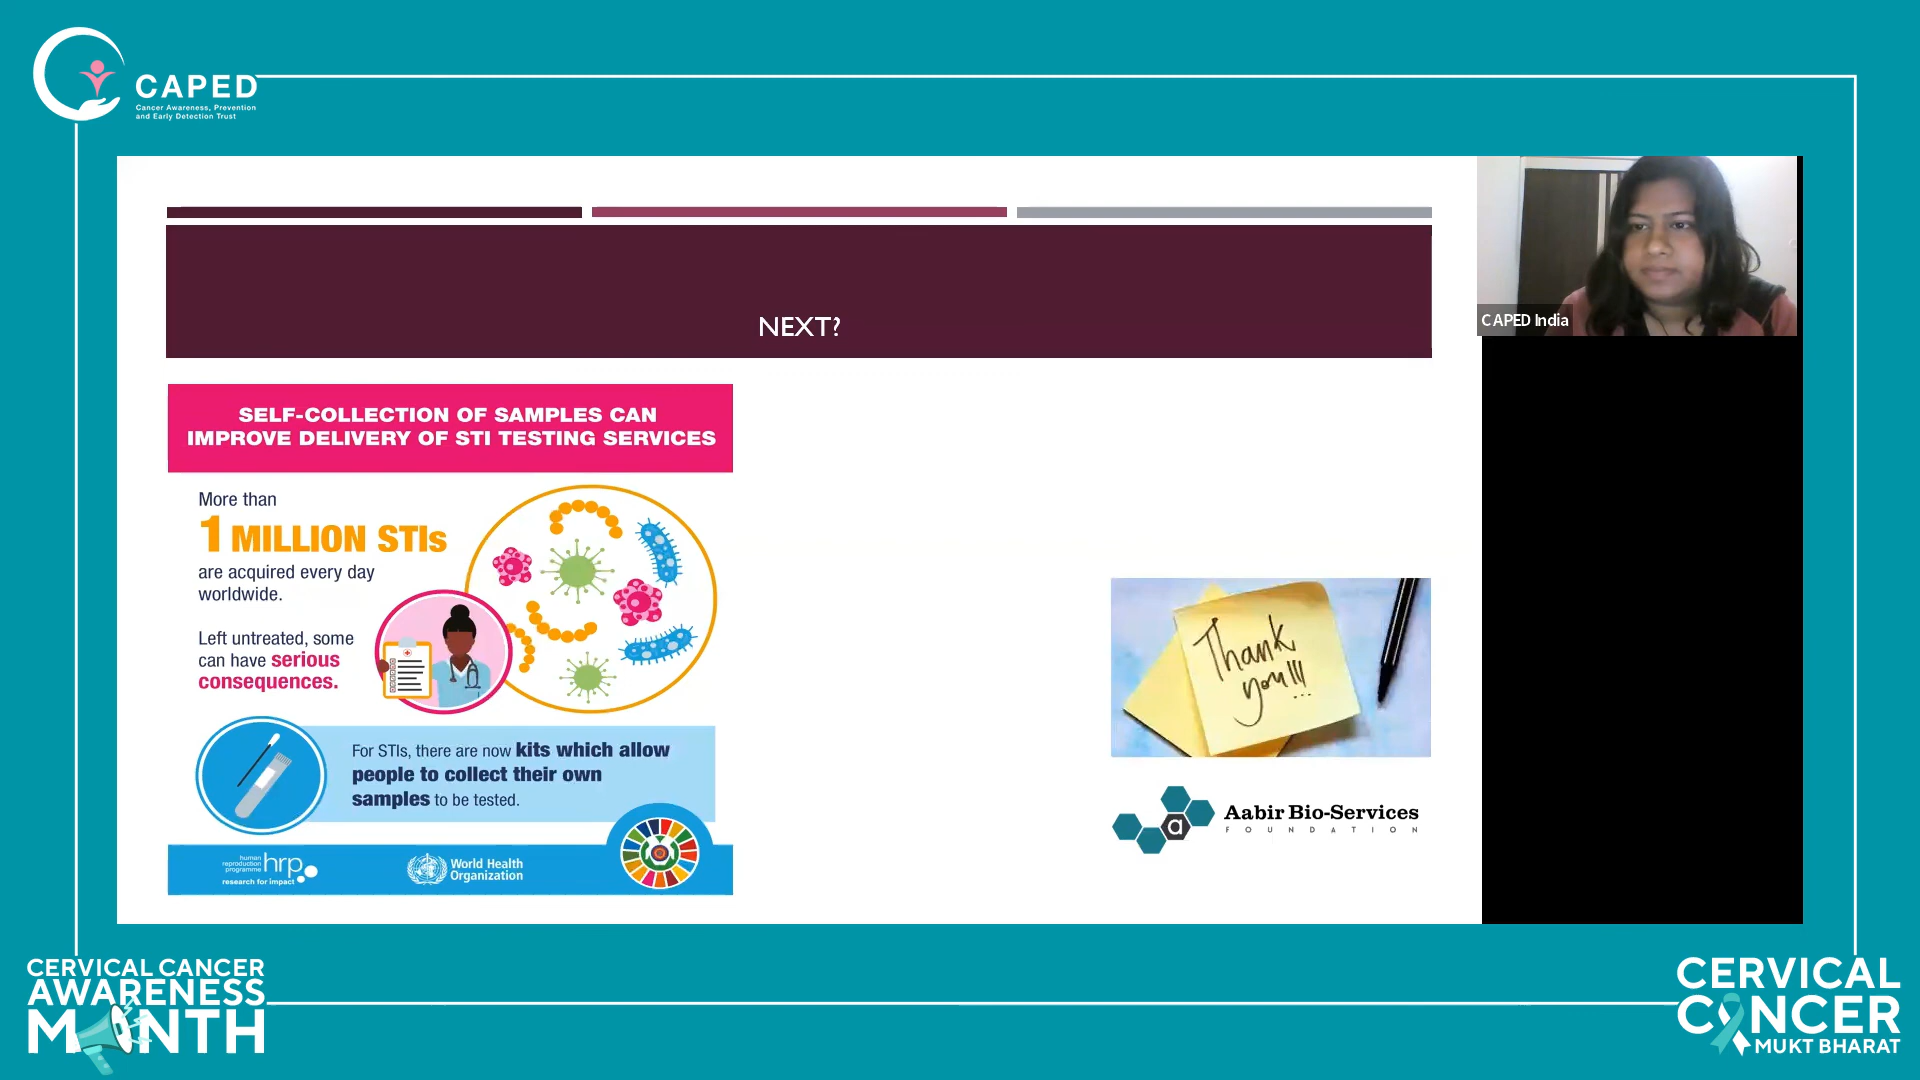 CAPED
Cancer Awareness, Prevention
and Early Detection Trust
NEXT?
CAPED India
SELF-COLLECTION OF SAMPLES CAN
IMPROVE DELIVERY OF STI TESTING SERVICES
More than
1 MILLION STIs
are acquired every day
worldwide.
Left untreated, some
can have serious
consequences.
For STIs, there are now kits which allow
people to collect their own
samples to be tested.
human
reproduction
programme
hrp
research for impact
World Health
Organization
Thank
you!!!
a
Aabir Bio-Services
FOUNDATION
CERVICAL CANCER
AWARENESS
MONTH
CERVICAL
CANCER
MUKT BHARAT